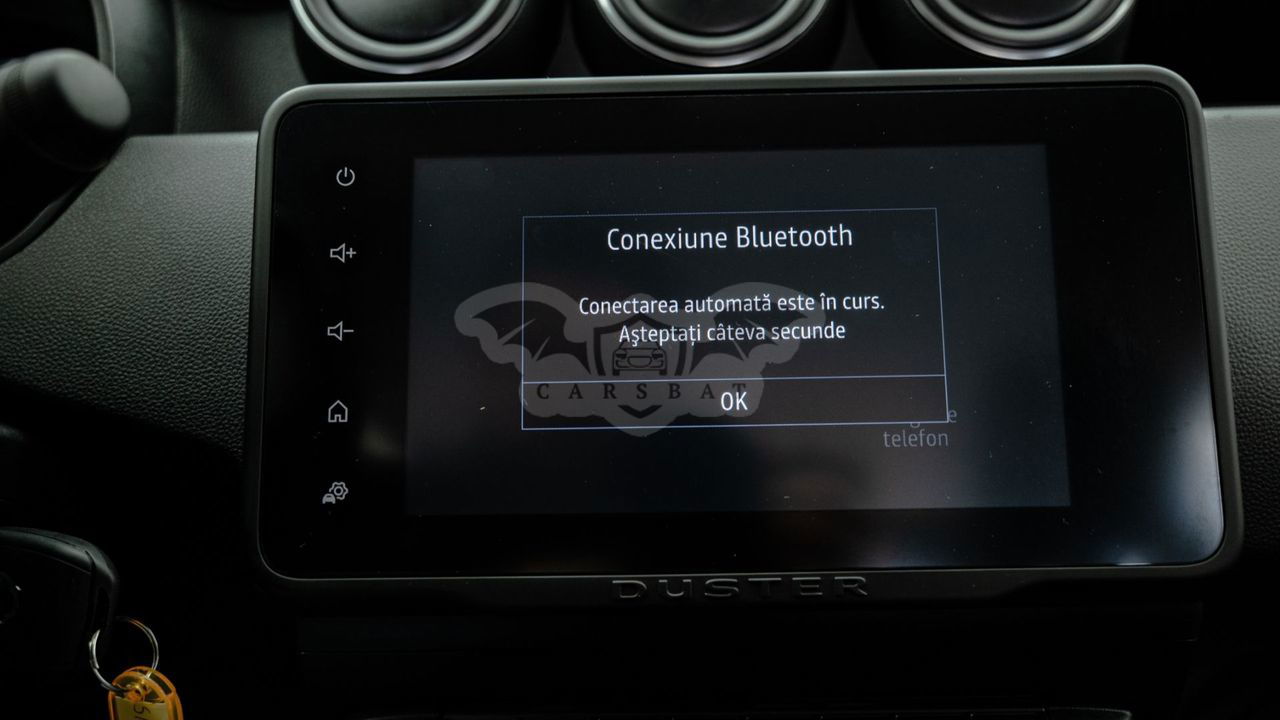 Conexiune Bluetooth
Conectarea automată este în curs.
Aşteptaţi câteva secunde
CARSBAT
OK
telefon
DUSTER